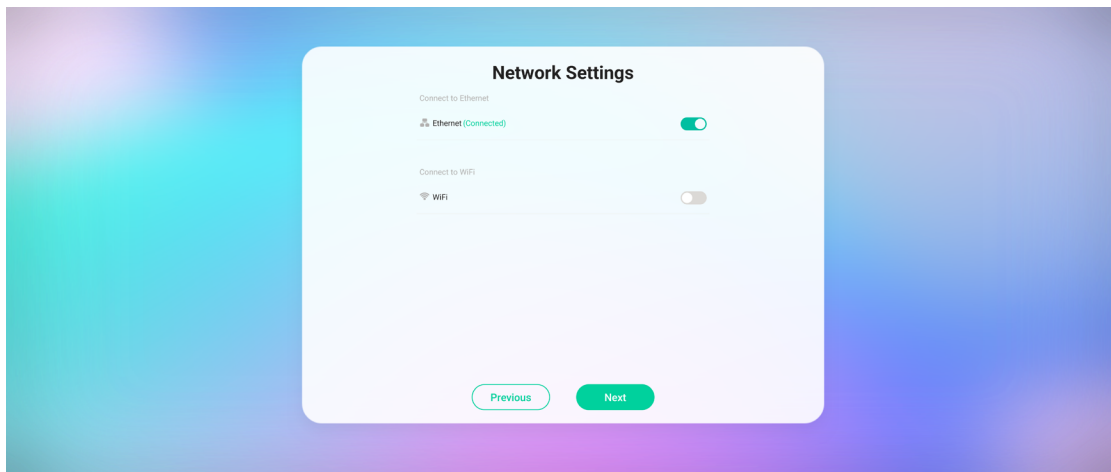 Network Settings
Connect to Ethernet
Ethernet (Connected)
Connect to WiFi
WiFi
Previous
Next